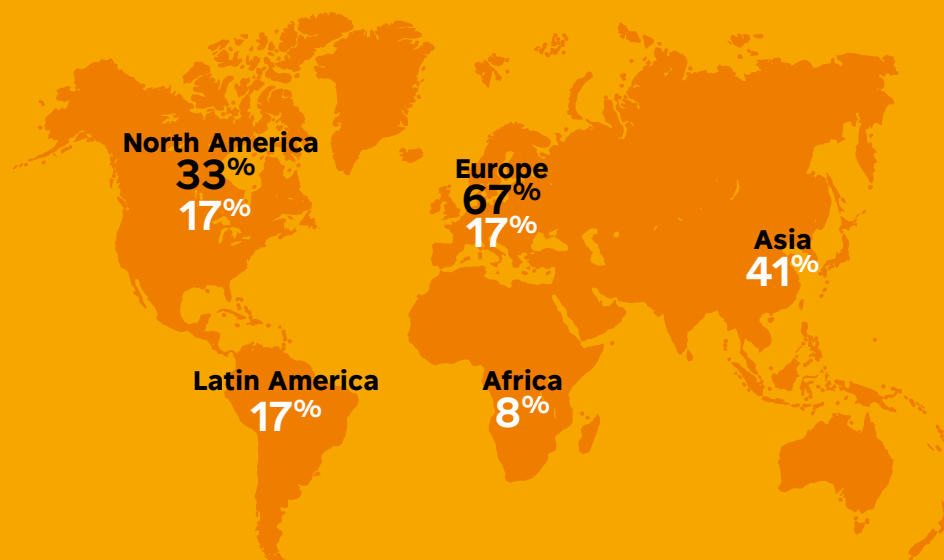 North America
33%
17%
Europe
67%
17%
Asia
41%
Latin America
17%
Africa
8%